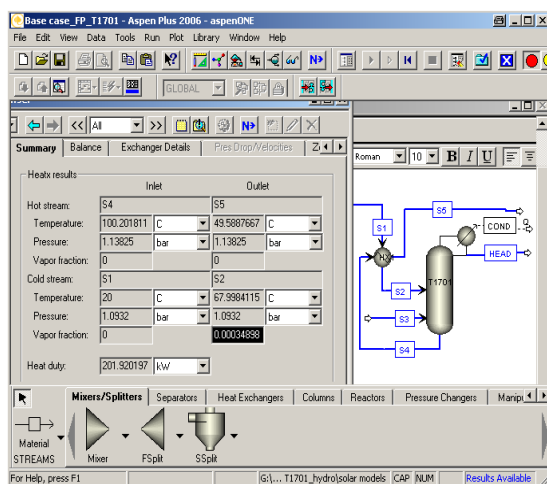 Base case_FP_T1701 - Aspen Plus 2006 - aspenONE
File Edit View Data Tools Run Plot Library Window Help
N»
GLOBAL
<< All >> N»
Summary Balance Exchanger Details Pres Drop/Velocities
Roman 10 B I U
Heatx results
Inlet Outlet
Hot stream: S4 S5
Temperature: 100.201811 C 49.5887667 C
Pressure: 1.13825 bar 1.13825 bar
Vapor fraction: 0 0
Cold stream: S1 S2
Temperature: 20 C 67.9984115 C
Pressure: 1.0932 bar 1.0932 bar
Vapor fraction: 0 0.00034898
Heat duty: 201.920197 kW
S5
COND
S1
HEAD
T1701
S2
S3
S4
Mixers/Splitters Separators Heat Exchangers Columns Reactors Pressure Changers
Material
STREAMS Mixer FSplit SSplit
For Help, press F1 G:\... T1701_hydro\solar models CAP NUM Results Available